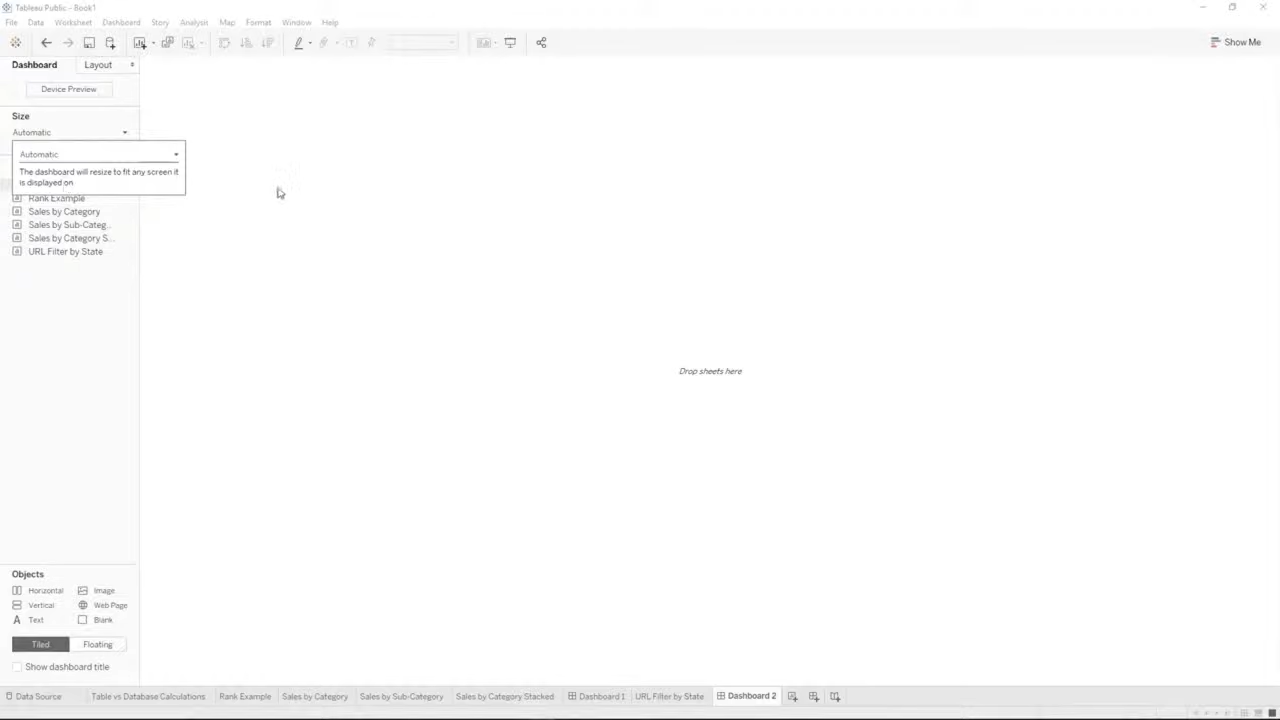 Tableau Public - Book1
File Data Worksheet Dashboard Story Analysis Map Format Window Help
Show Me
Dashboard Layout
Device Preview
Size
Automatic
Automatic
The dashboard will resize to fit any screen it
is displayed on
Rank Example
Sales by Category
Sales by Sub-Categ..
Sales by Category S...
URL Filter by State
Drop sheets here
Objects
Horizontal Image
Vertical Web Page
A Text Blank
Tiled Floating
Show dashboard title
Data Source Table vs Database Calculations Rank Example Sales by Category Sales by Sub-Category Sales by Category Stacked Dashboard 1 URL Filter by State Dashboard 2